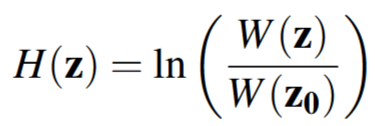 H(𝐳) = ln ( W(𝐳) / W(𝐳₀) )